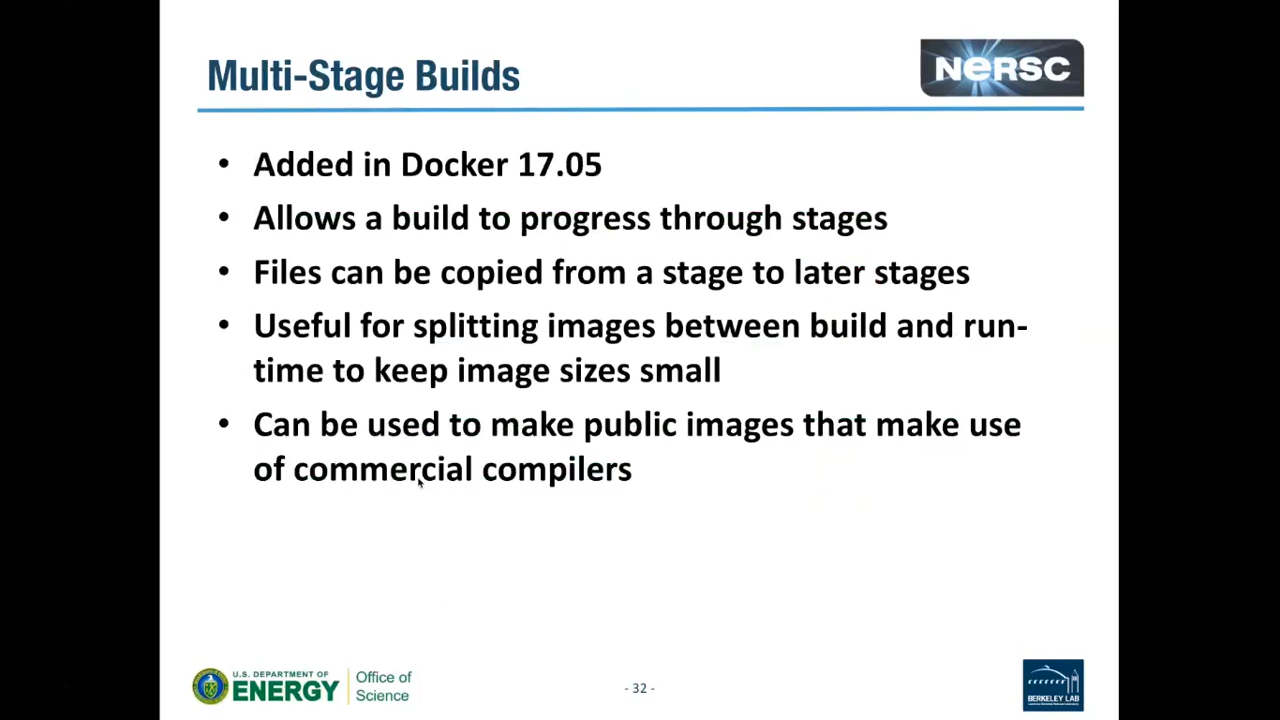 Multi-Stage Builds
NERSC
• Added in Docker 17.05
• Allows a build to progress through stages
• Files can be copied from a stage to later stages
• Useful for splitting images between build and run-
time to keep image sizes small
• Can be used to make public images that make use
of commercial compilers
U.S. DEPARTMENT OF
ENERGY
Office of
Science
- 32 -
BERKELEY LAB